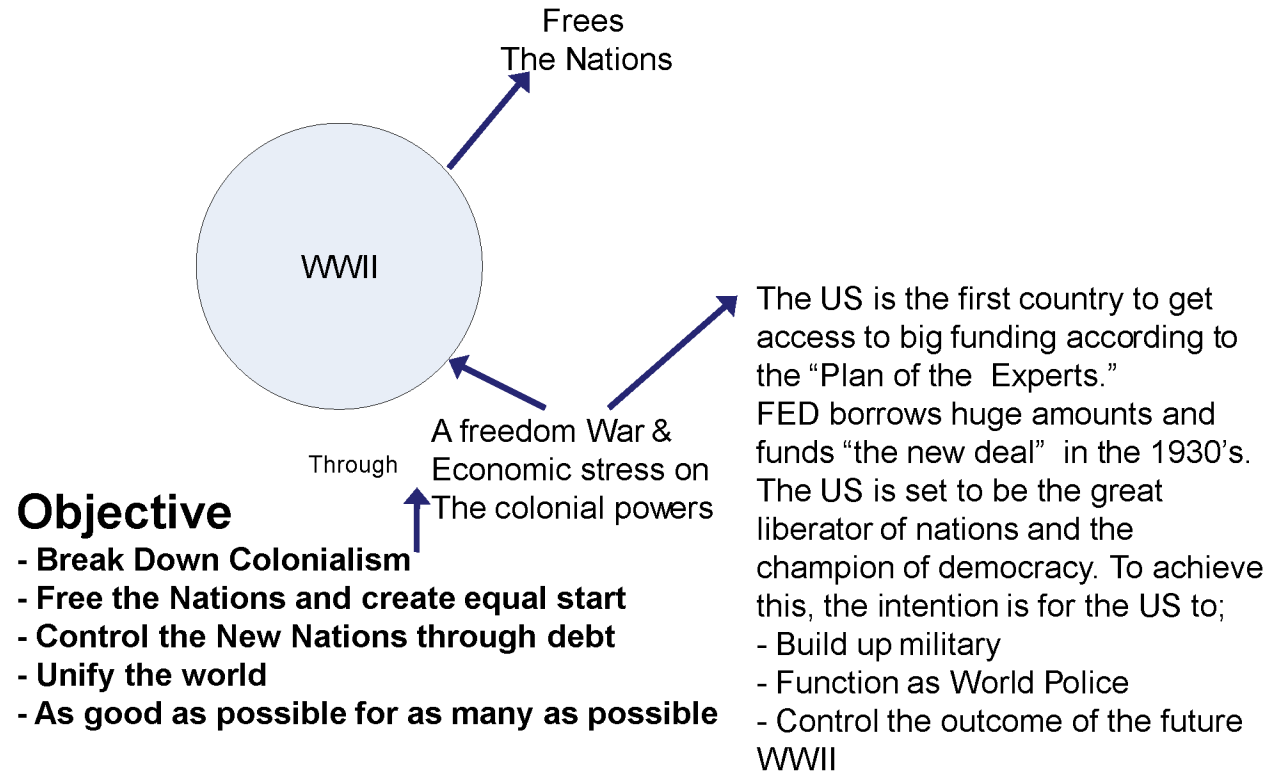 Frees
The Nations
WWII
The US is the first country to get
access to big funding according to
the “Plan of the  Experts.”
FED borrows huge amounts and
funds “the new deal”  in the 1930’s.
The US is set to be the great
liberator of nations and the
champion of democracy. To achieve
this, the intention is for the US to;
- Build up military
- Function as World Police
- Control the outcome of the future
WWII
A freedom War &
Economic stress on
The colonial powers
Through
Objective
- Break Down Colonialism
- Free the Nations and create equal start
- Control the New Nations through debt
- Unify the world
- As good as possible for as many as possible